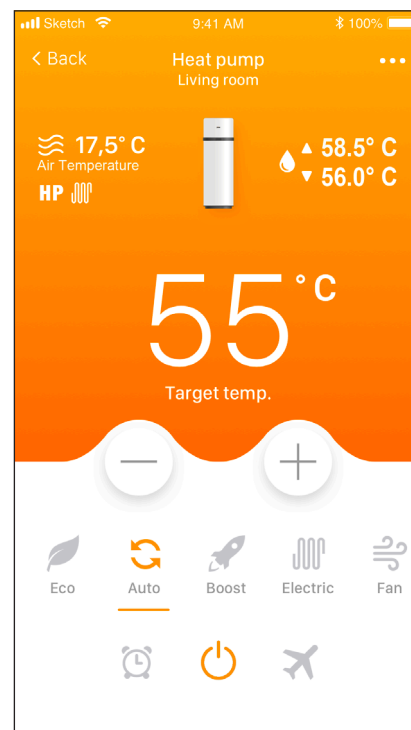 Sketch 9:41 AM 100%
< Back Heat pump •••
Living room
17,5° C ▲ 58.5° C
Air Temperature ▼ 56.0° C
HP
55°C
Target temp.
Eco Auto Boost Electric Fan